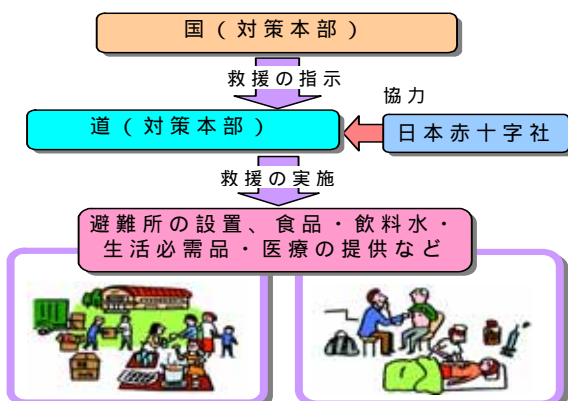 国(対策本部)
救援の指示
協力
道(対策本部)
日本赤十字社
救援の実施
避難所の設置、食品・飲料水・
生活必需品・医療の提供など